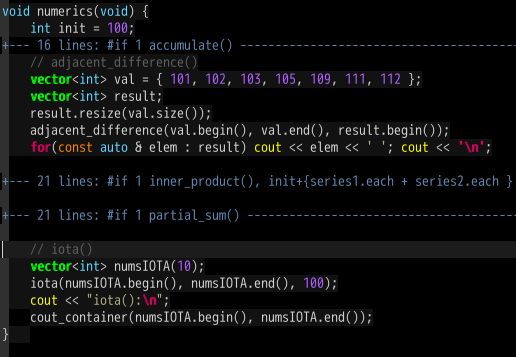 void numerics(void) {
    int init = 100;
+--- 16 lines: #if 1 accumulate() ----------------------------------------
    // adjacent_difference()
    vector<int> val = { 101, 102, 103, 105, 109, 111, 112 };
    vector<int> result;
    result.resize(val.size());
    adjacent_difference(val.begin(), val.end(), result.begin());
    for(const auto & elem : result) cout << elem << ' '; cout << '\n';
+--- 21 lines: #if 1 inner_product(), init+{series1.each + series2.each }
+--- 21 lines: #if 1 partial_sum() ---------------------------------------
    // iota()
    vector<int> numsIOTA(10);
    iota(numsIOTA.begin(), numsIOTA.end(), 100);
    cout << "iota():\n";
    cout_container(numsIOTA.begin(), numsIOTA.end());
}